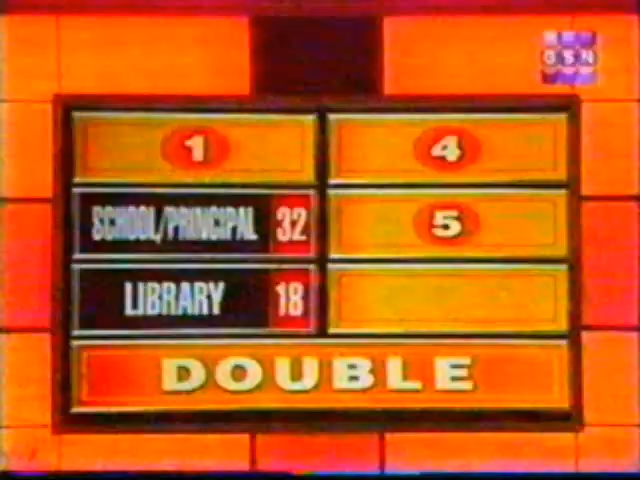 GSN
1
4
SCHOOL/PRINCIPAL 32
5
LIBRARY 18
DOUBLE